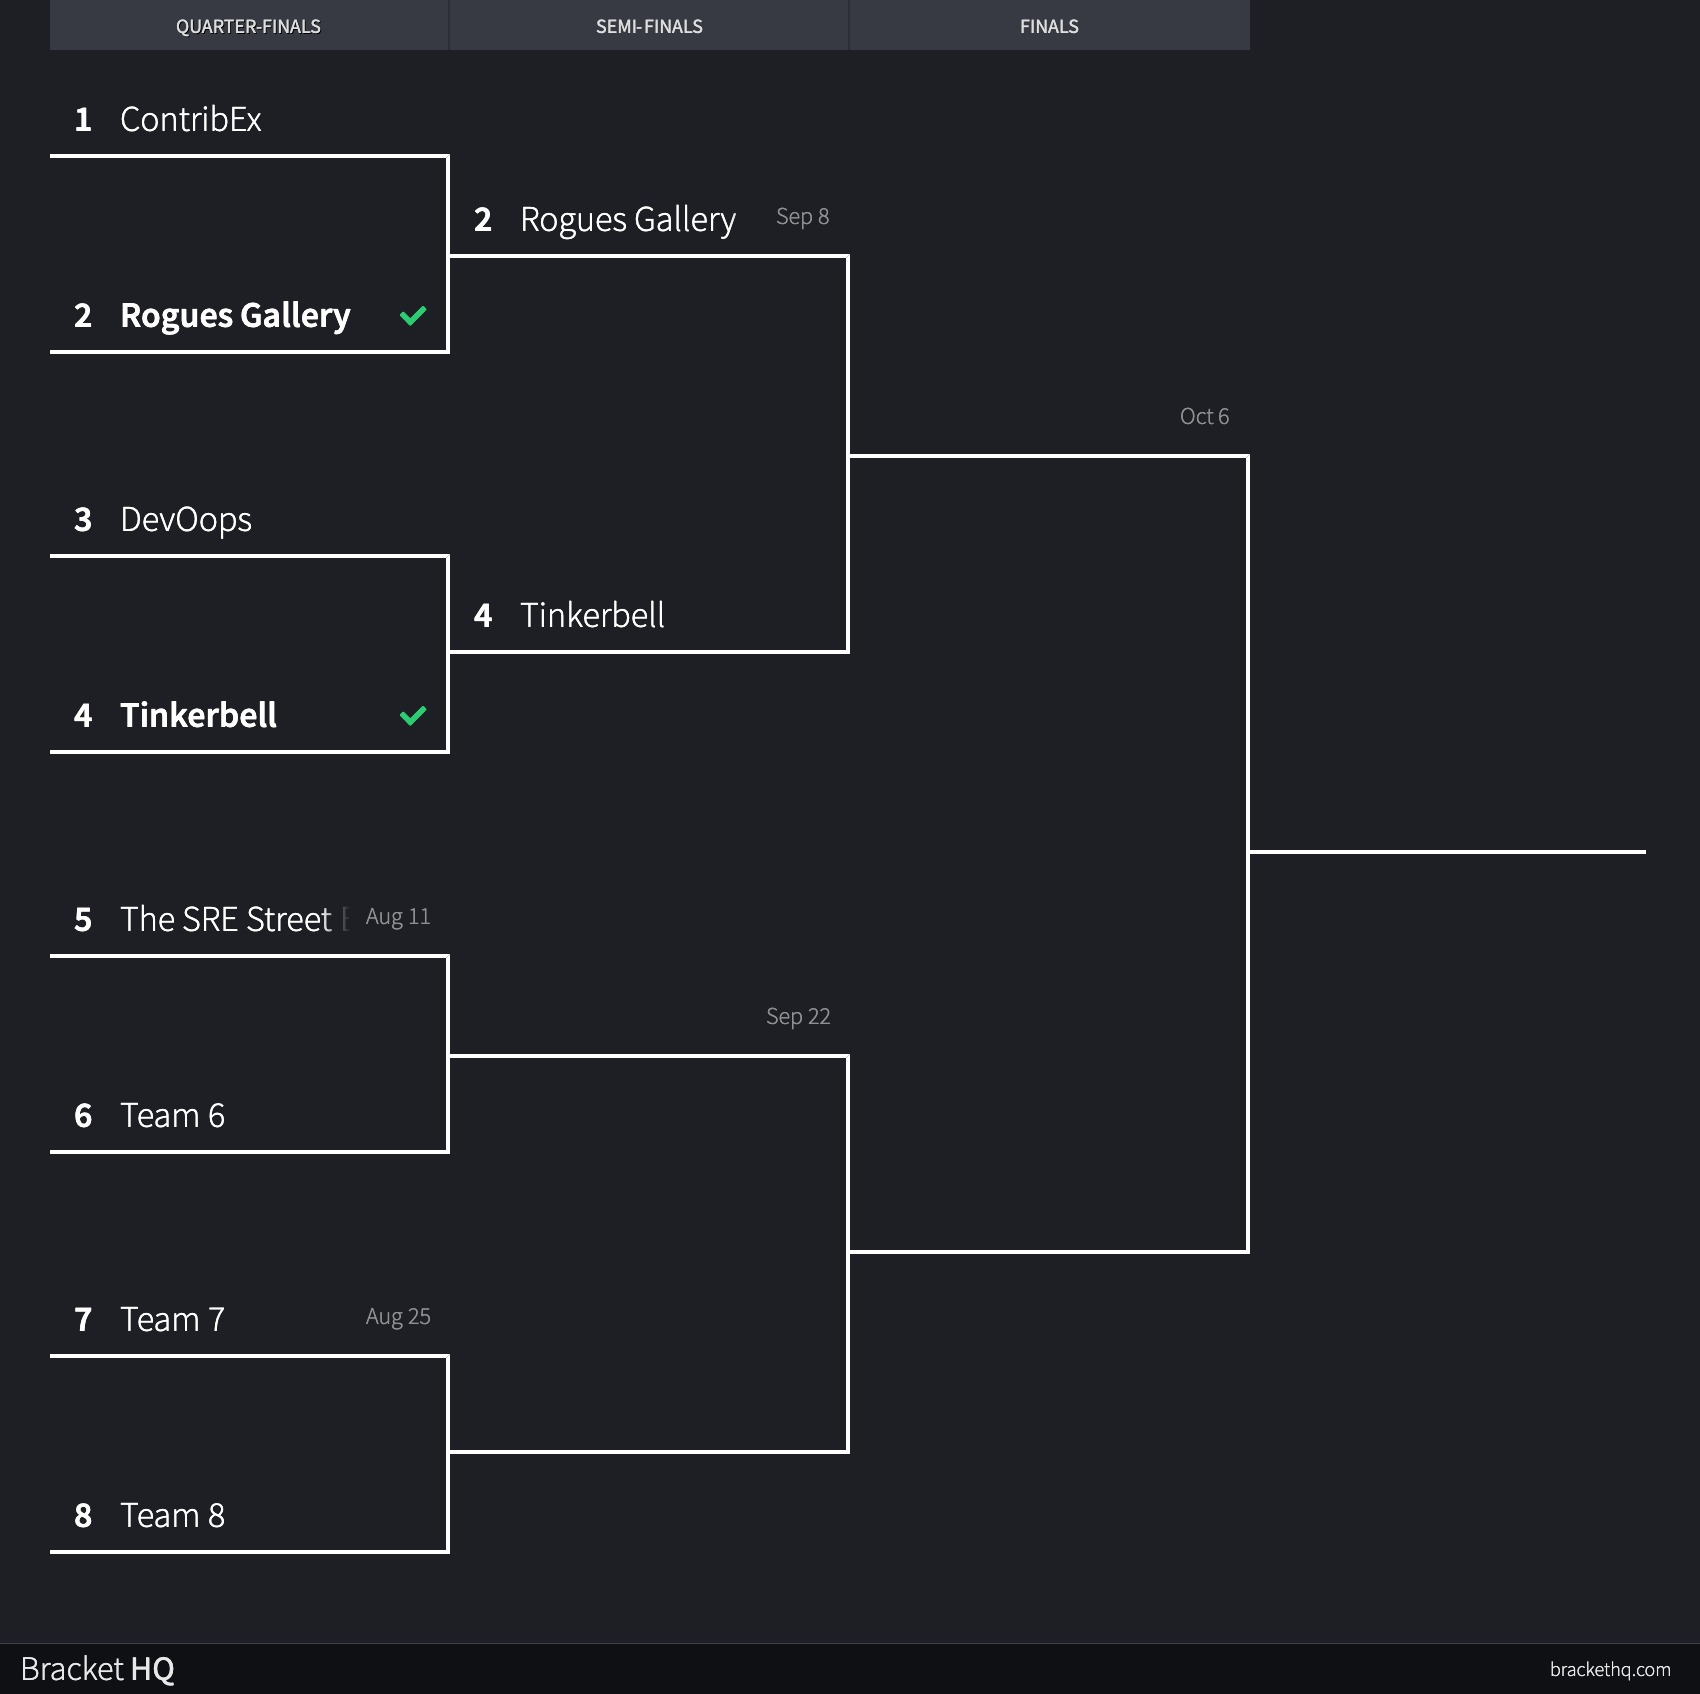 QUARTER-FINALS SEMI-FINALS FINALS
1 ContribEx
2 Rogues Gallery Sep 8
2 Rogues Gallery
Oct 6
3 DevOops
4 Tinkerbell
4 Tinkerbell
5 The SRE Street Aug 11
Sep 22
6 Team 6
7 Team 7 Aug 25
8 Team 8
Bracket HQ brackethq.com